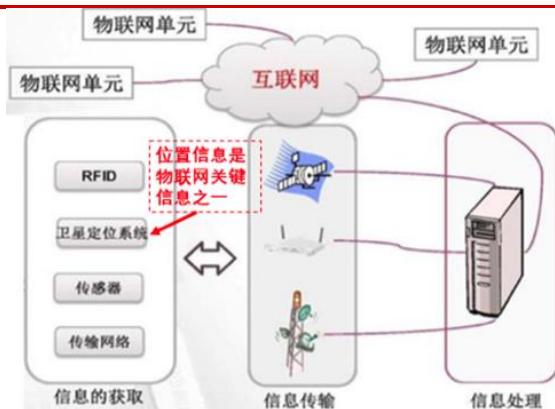 物联网单元
物联网单元
物联网单元
互联网
位置信息是
物联网关键
信息之一
RFID
卫星定位系统
传感器
传输网络
信息的获取
信息传输
信息处理